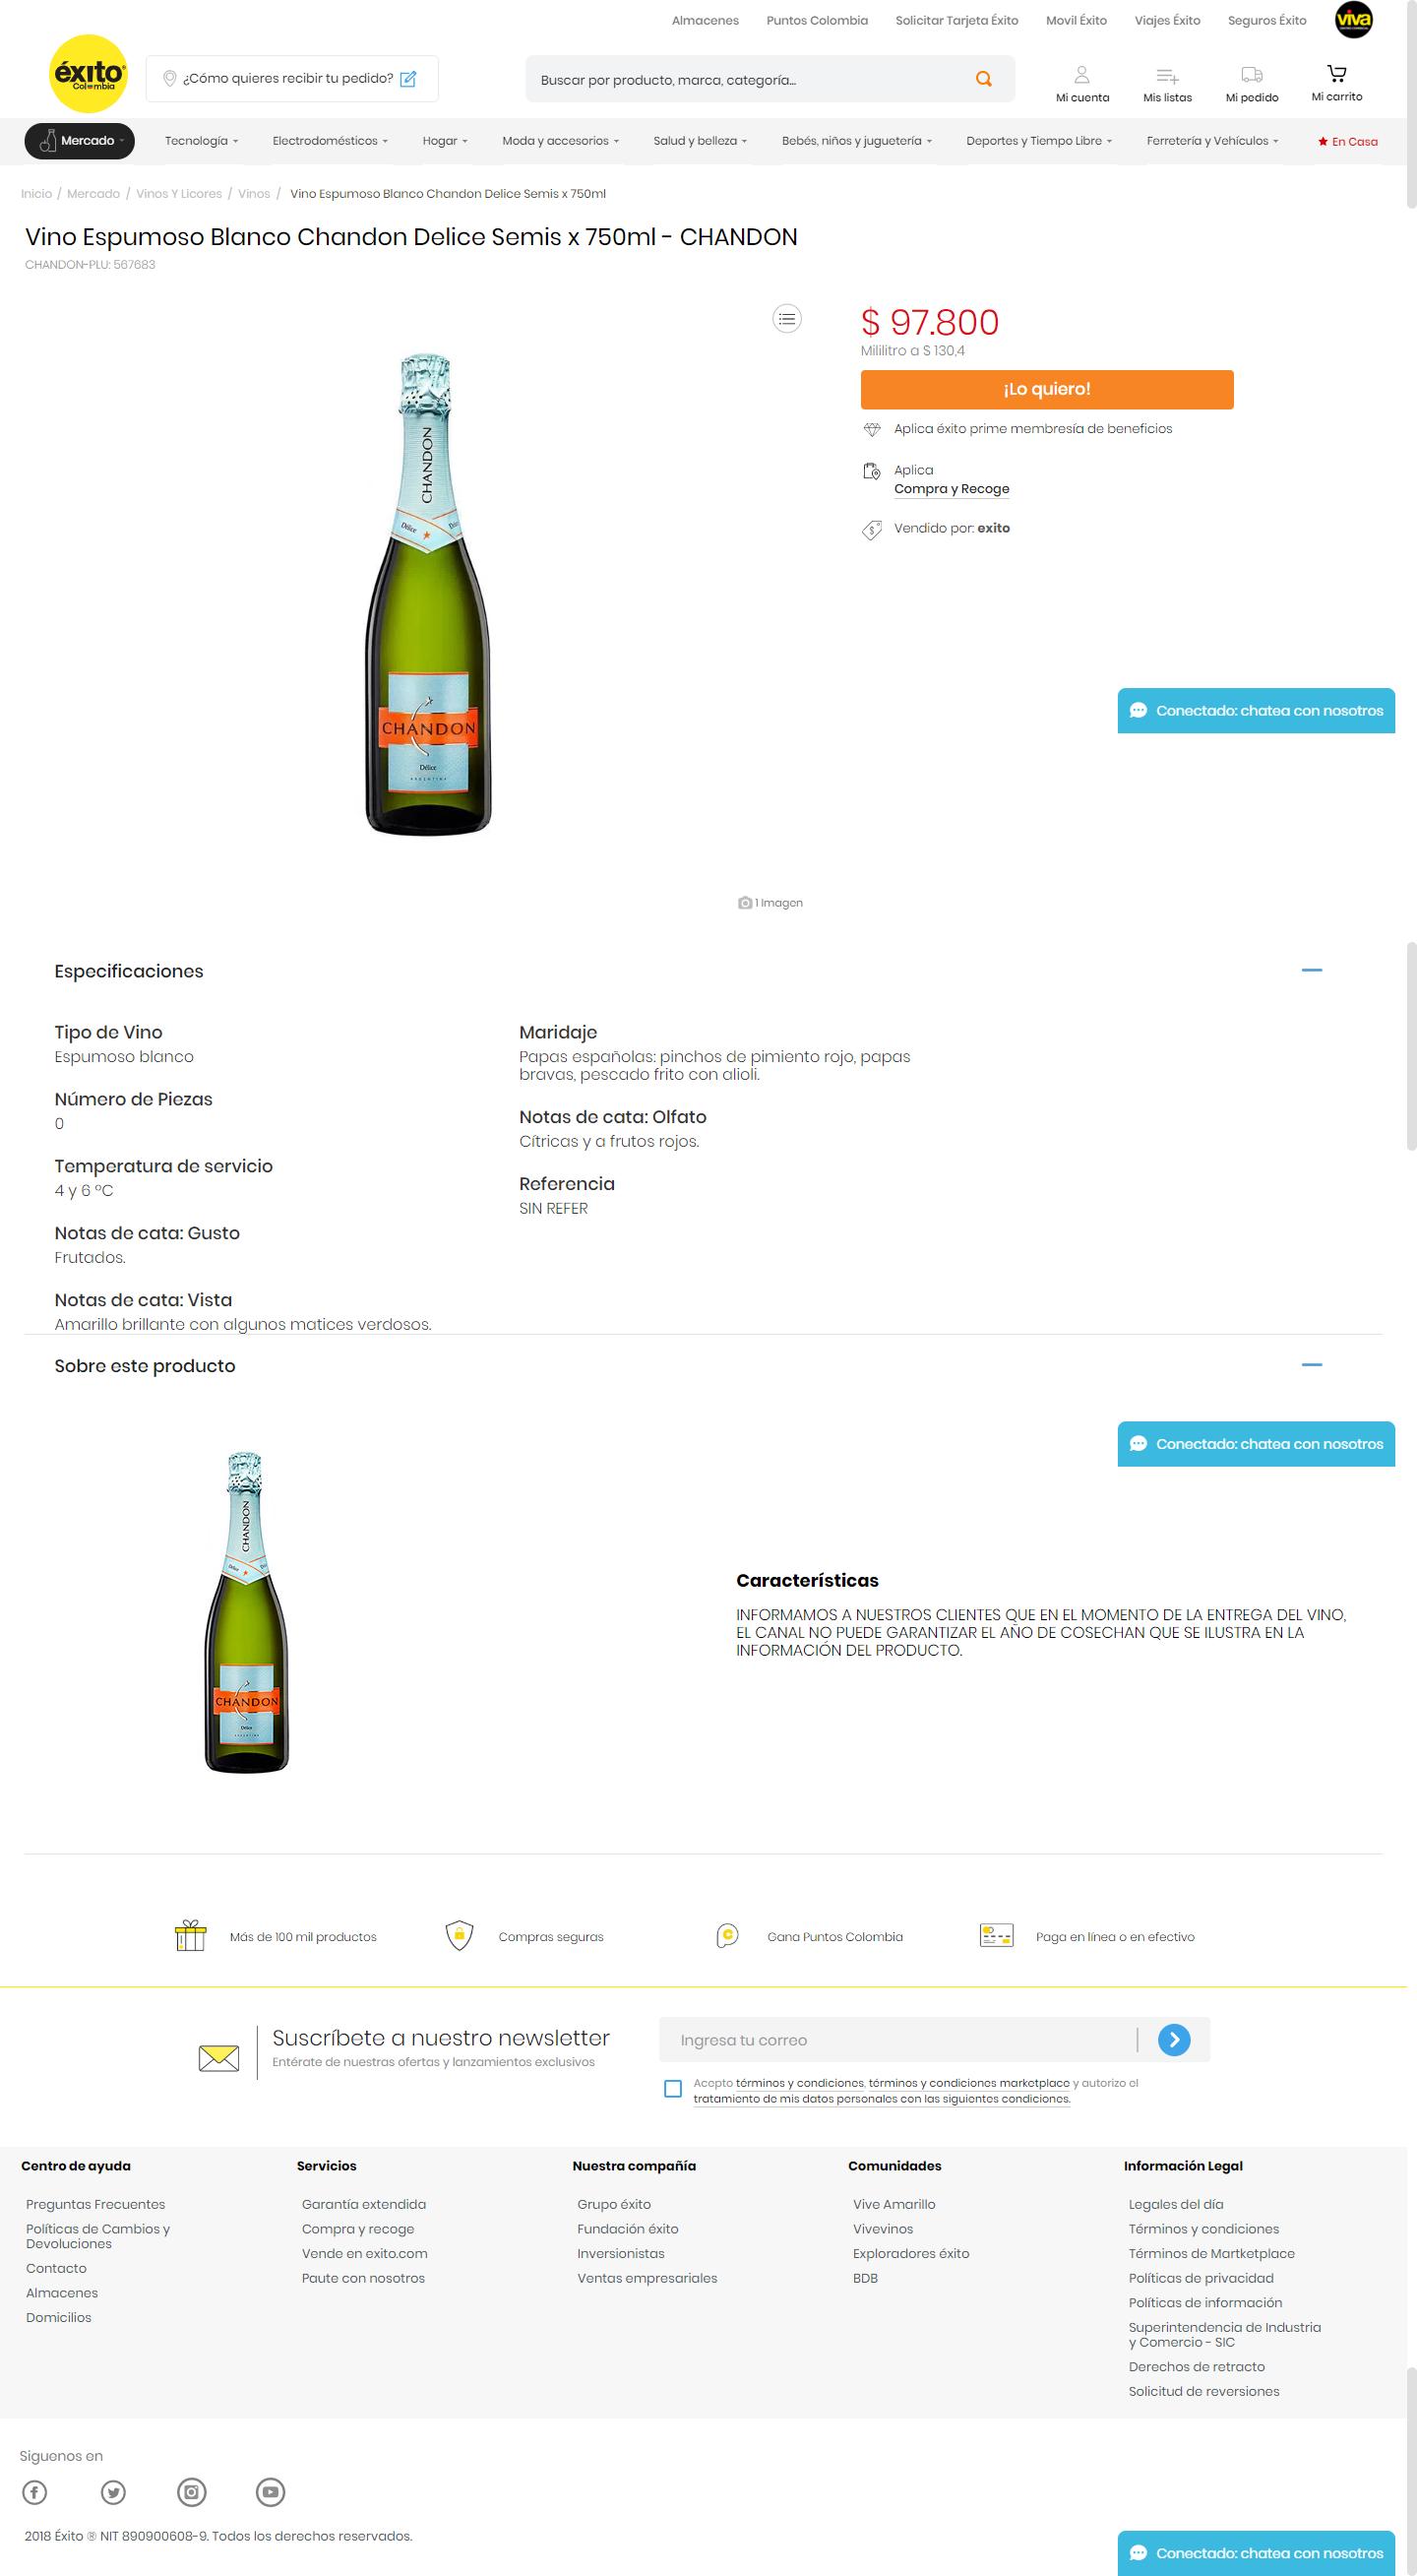 Almacenes Puntos Colombia Solicitar Tarjeta Éxito Movil Éxito Viajes Éxito Seguros Éxito viva
éxito
Colombia
¿Cómo quieres recibir tu pedido?
Buscar por producto, marca, categoría...
Mi cuenta Mis listas Mi pedido Mi carrito
Mercado Tecnología Electrodomésticos Hogar Moda y accesorios Salud y belleza Bebés, niños y juguetería Deportes y Tiempo Libre Ferretería y Vehículos En Casa
Inicio / Mercado / Vinos Y Licores / Vinos / Vino Espumoso Blanco Chandon Delice Semis x 750ml
Vino Espumoso Blanco Chandon Delice Semis x 750ml - CHANDON
CHANDON-PLU: 567683
CHANDON
Délice
CHANDON
Délice
ARGENTINA
1 Imagen
$ 97.800
Mililitro a $ 130,4
¡Lo quiero!
Aplica éxito prime membresía de beneficios
Aplica
Compra y Recoge
Vendido por: exito
Conectado: chatea con nosotros
Especificaciones
Tipo de Vino
Espumoso blanco
Número de Piezas
0
Temperatura de servicio
4 y 6 °C
Notas de cata: Gusto
Frutados.
Notas de cata: Vista
Amarillo brillante con algunos matices verdosos.
Maridaje
Papas españolas: pinchos de pimiento rojo, papas
bravas, pescado frito con alioli.
Notas de cata: Olfato
Cítricas y a frutos rojos.
Referencia
SIN REFER
Sobre este producto
Conectado: chatea con nosotros
CHANDON
CHANDON
Délice
Características
INFORMAMOS A NUESTROS CLIENTES QUE EN EL MOMENTO DE LA ENTREGA DEL VINO,
EL CANAL NO PUEDE GARANTIZAR EL AÑO DE COSECHAN QUE SE ILUSTRA EN LA
INFORMACIÓN DEL PRODUCTO.
Más de 100 mil productos Compras seguras Gana Puntos Colombia Paga en línea o en efectivo
Suscríbete a nuestro newsletter
Entérate de nuestras ofertas y lanzamientos exclusivos
Ingresa tu correo
Acepto términos y condiciones, términos y condiciones marketplace y autorizo el
tratamiento de mis datos personales con las siguientes condiciones.
Centro de ayuda
Preguntas Frecuentes
Políticas de Cambios y
Devoluciones
Contacto
Almacenes
Domicilios
Servicios
Garantía extendida
Compra y recoge
Vende en exito.com
Paute con nosotros
Nuestra compañía
Grupo éxito
Fundación éxito
Inversionistas
Ventas empresariales
Comunidades
Vive Amarillo
Vivevinos
Exploradores éxito
BDB
Información Legal
Legales del día
Términos y condiciones
Términos de Martketplace
Políticas de privacidad
Políticas de información
Superintendencia de Industria
y Comercio - SIC
Derechos de retracto
Solicitud de reversiones
Siguenos en
2018 Éxito ® NIT 890900608-9. Todos los derechos reservados.
Conectado: chatea con nosotros